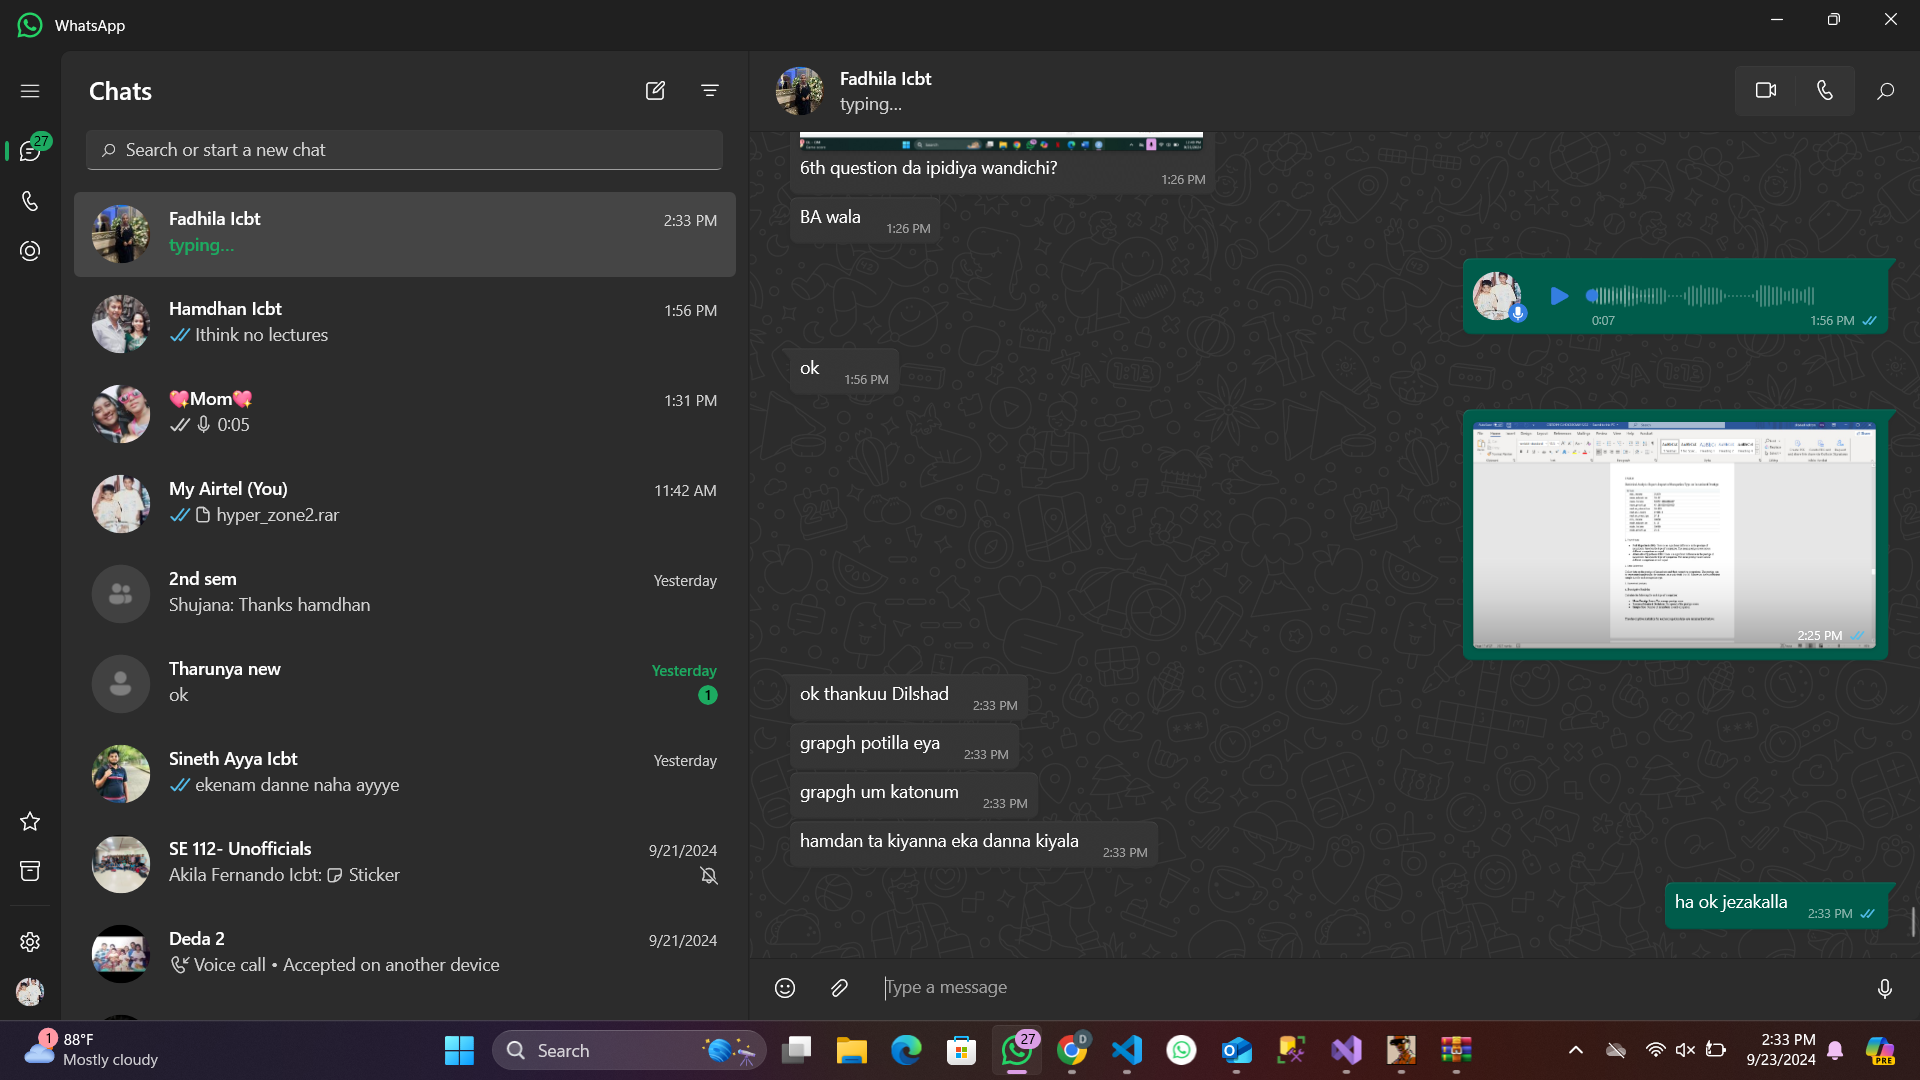 WhatsApp
Chats
Search or start a new chat
27
Fadhila Icbt
2:33 PM
typing...
Hamdhan Icbt
1:56 PM
Ithink no lectures
💖Mom💖
1:31 PM
0:05
My Airtel (You)
11:42 AM
hyper_zone2.rar
2nd sem
Yesterday
Shujana: Thanks hamdhan
Tharunya new
Yesterday
ok
1
Sineth Ayya Icbt
Yesterday
ekenam danne naha ayyye
SE 112- Unofficials
9/21/2024
Akila Fernando Icbt: Sticker
Deda 2
9/21/2024
Voice call • Accepted on another device
Fadhila Icbt
typing...
6th question da ipidiya wandichi?
1:26 PM
BA wala
1:26 PM
0:07
1:56 PM
ok
1:56 PM
2:25 PM
ok thankuu Dilshad
2:33 PM
grapgh potilla eya
2:33 PM
grapgh um katonum
2:33 PM
hamdan ta kiyanna eka danna kiyala
2:33 PM
ha ok jezakalla
2:33 PM
Type a message
1
88°F
Mostly cloudy
Search
27
D
2:33 PM
9/23/2024
PRE